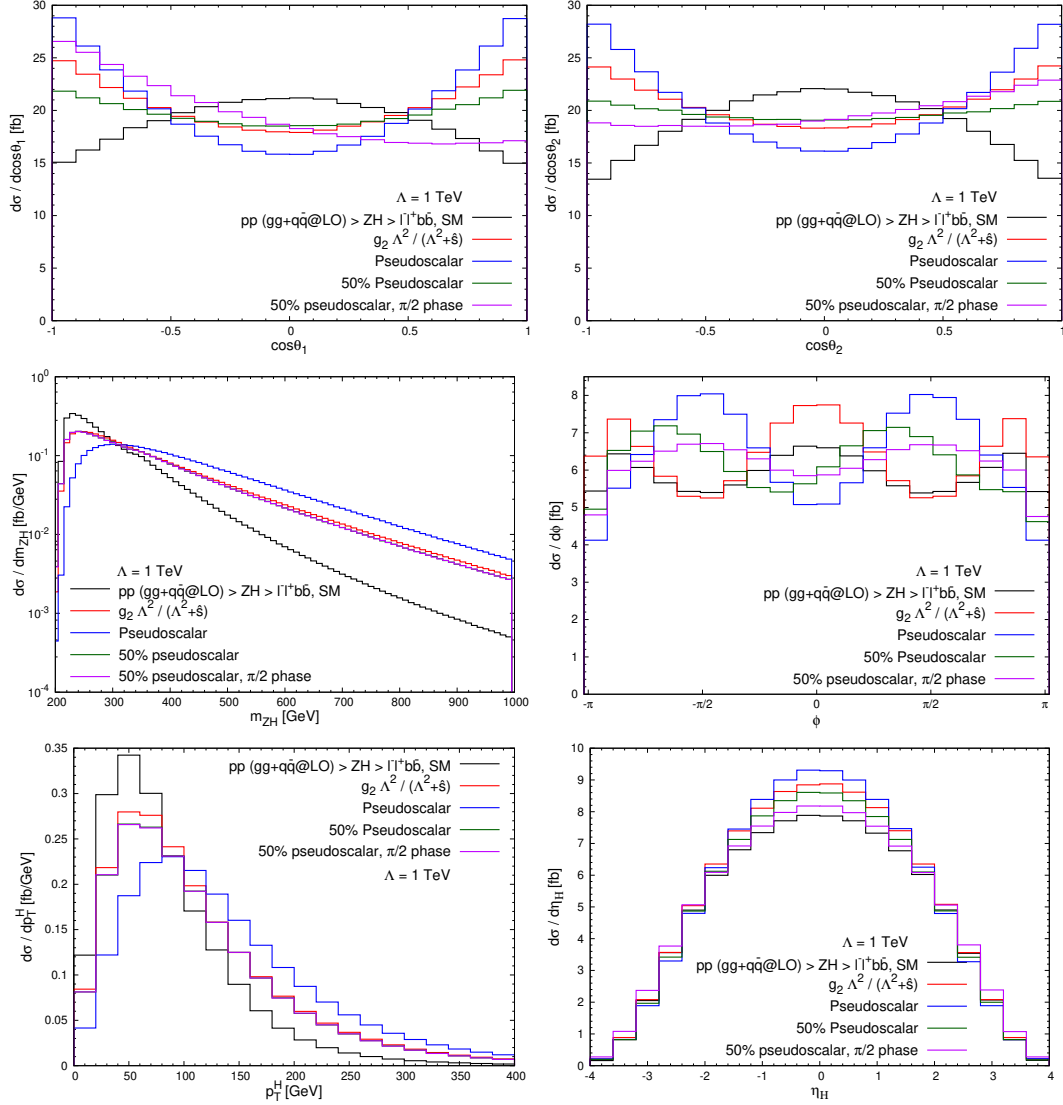 30
25
20
15
10
5
0
dσ / dcosθ₁ [fb]
Λ = 1 TeV
pp (gg+qq̄@LO) > ZH > l⁻l⁺bb̄, SM
g₂ Λ² / (Λ²+ŝ)
Pseudoscalar
50% Pseudoscalar
50% pseudoscalar, π/2 phase
-1 -0.5 0 0.5 1
cosθ₁
30
25
20
15
10
5
0
dσ / dcosθ₂ [fb]
Λ = 1 TeV
pp (gg+qq̄@LO) > ZH > l⁻l⁺bb̄, SM
g₂ Λ² / (Λ²+ŝ)
Pseudoscalar
50% Pseudoscalar
50% pseudoscalar, π/2 phase
-1 -0.5 0 0.5 1
cosθ₂
10⁰
10⁻¹
10⁻²
10⁻³
10⁻⁴
dσ / dm_ZH [fb/GeV]
Λ = 1 TeV
pp (gg+qq̄@LO) > ZH > l⁻l⁺bb̄, SM
g₂ Λ² / (Λ²+ŝ)
Pseudoscalar
50% pseudoscalar
50% pseudoscalar, π/2 phase
200 300 400 500 600 700 800 900 1000
m_ZH [GeV]
8
7
6
5
4
3
2
1
0
dσ / dϕ [fb]
Λ = 1 TeV
pp (gg+qq̄@LO) > ZH > l⁻l⁺bb̄, SM
g₂ Λ² / (Λ²+ŝ)
Pseudoscalar
50% Pseudoscalar
50% pseudoscalar, π/2 phase
-π -π/2 0 π/2 π
ϕ
0.35
0.3
0.25
0.2
0.15
0.1
0.05
0
dσ / dp_T^H [fb/GeV]
pp (gg+qq̄@LO) > ZH > l⁻l⁺bb̄, SM
g₂ Λ² / (Λ²+ŝ)
Pseudoscalar
50% Pseudoscalar
50% pseudoscalar, π/2 phase
Λ = 1 TeV
0 50 100 150 200 250 300 350 400
p_T^H [GeV]
10
9
8
7
6
5
4
3
2
1
0
dσ / dη_H [fb]
Λ = 1 TeV
pp (gg+qq̄@LO) > ZH > l⁻l⁺bb̄, SM
g₂ Λ² / (Λ²+ŝ)
Pseudoscalar
50% Pseudoscalar
50% pseudoscalar, π/2 phase
-4 -3 -2 -1 0 1 2 3 4
η_H